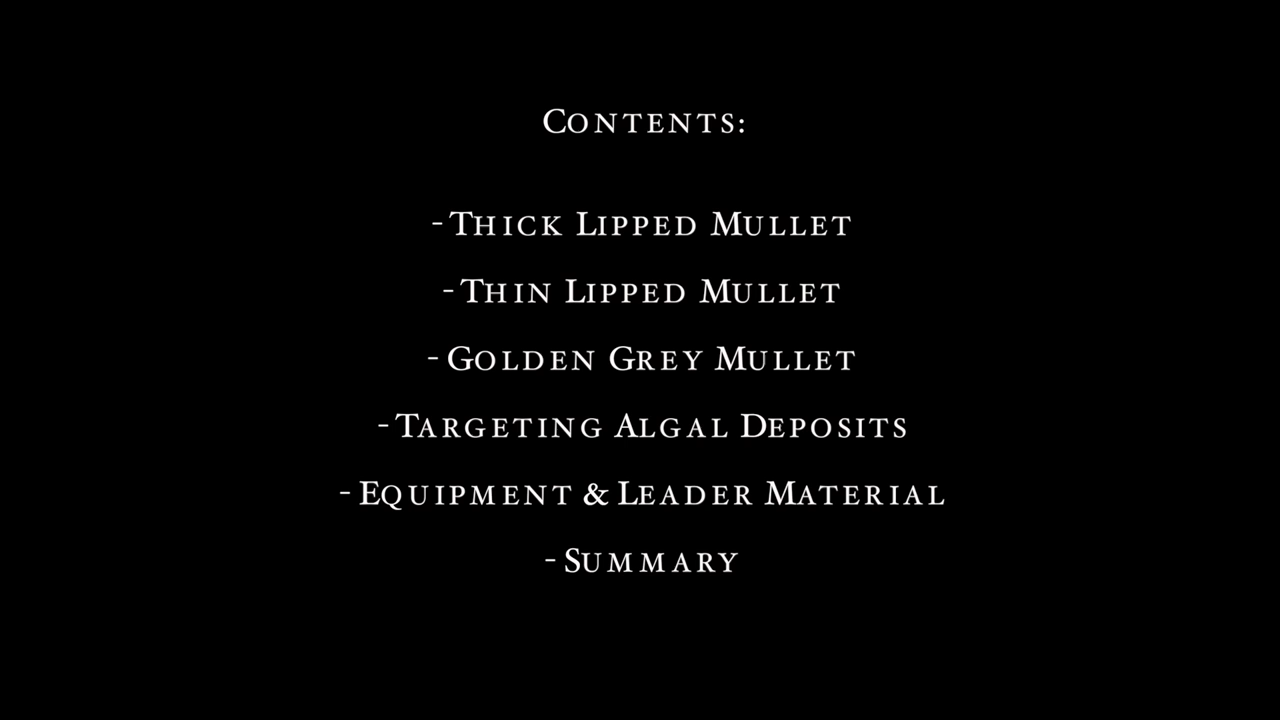 Contents:
- Thick Lipped Mullet
- Thin Lipped Mullet
- Golden Grey Mullet
- Targeting Algal Deposits
- Equipment & Leader Material
- Summary